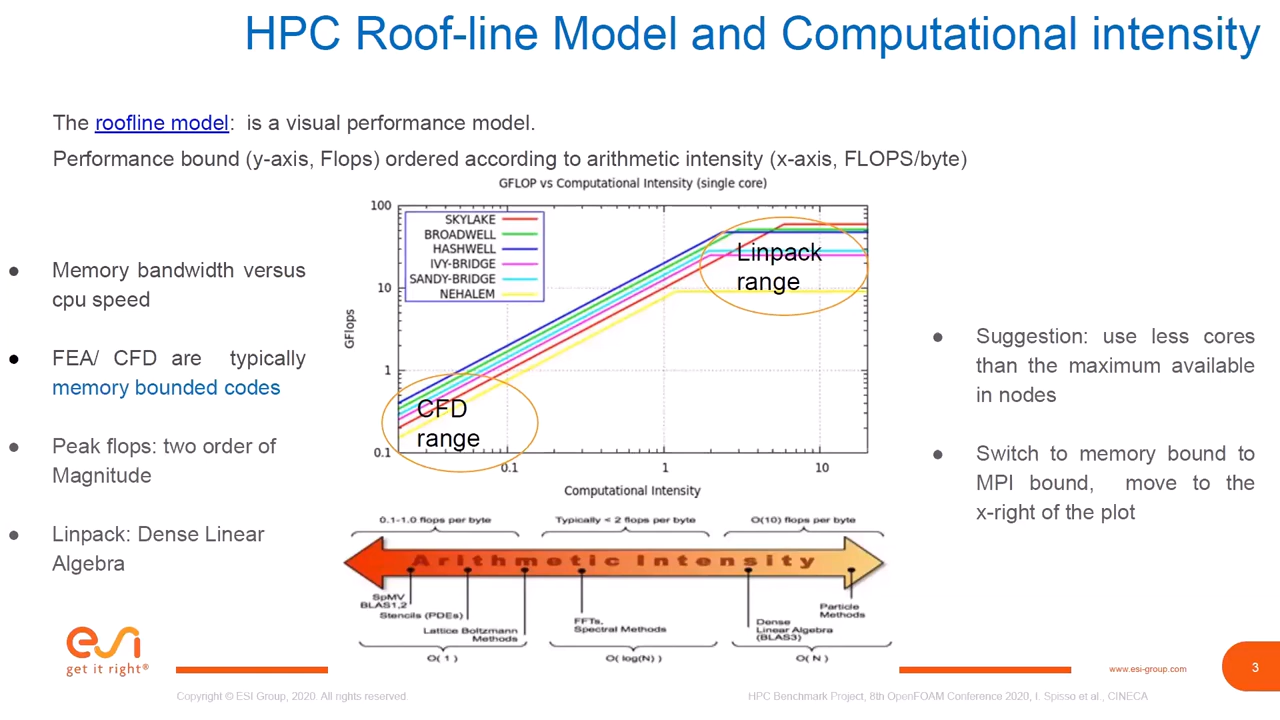 HPC Roof-line Model and Computational intensity
The roofline model: is a visual performance model.
Performance bound (y-axis, Flops) ordered according to arithmetic intensity (x-axis, FLOPS/byte)
● Memory bandwidth versus
cpu speed
● FEA/ CFD are typically
memory bounded codes
● Peak flops: two order of
Magnitude
● Linpack: Dense Linear
Algebra
GFLOP vs Computational Intensity (single core)
GFlops
100
10
1
0.1
SKYLAKE
BROADWELL
HASHWELL
IVY-BRIDGE
SANDY-BRIDGE
NEHALEM
Linpack
range
CFD
range
0.1
1
10
Computational Intensity
0.1-1.0 flops per byte
Typically < 2 flops per byte
O(10) flops per byte
Arithmetic Intensity
SpMV
BLAS1,2
Stencils (PDEs)
Lattice Boltzmann
Methods
FFTs,
Spectral Methods
Dense
Linear Algebra
(BLAS3)
Particle
Methods
O( 1 )
O( log(N) )
O( N )
● Suggestion: use less cores
than the maximum available
in nodes
● Switch to memory bound to
MPI bound, move to the
x-right of the plot
esi
get it right®
www.esi-group.com
3
Copyright © ESI Group, 2020. All rights reserved
HPC Benchmark Project, 8th OpenFOAM Conference 2020, I. Spisso et al., CINECA